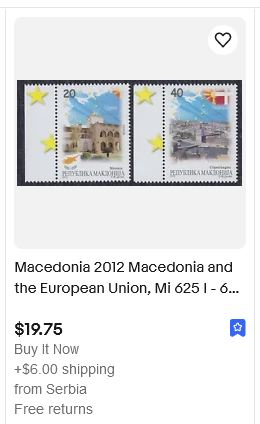 20
40
РЕПУБЛИКА МАКЕДОНИЈА
РЕПУБЛИКА МАКЕДОНИЈА
Macedonia 2012 Macedonia and
the European Union, Mi 625 I - 6...
$19.75
Buy It Now
+$6.00 shipping
from Serbia
Free returns